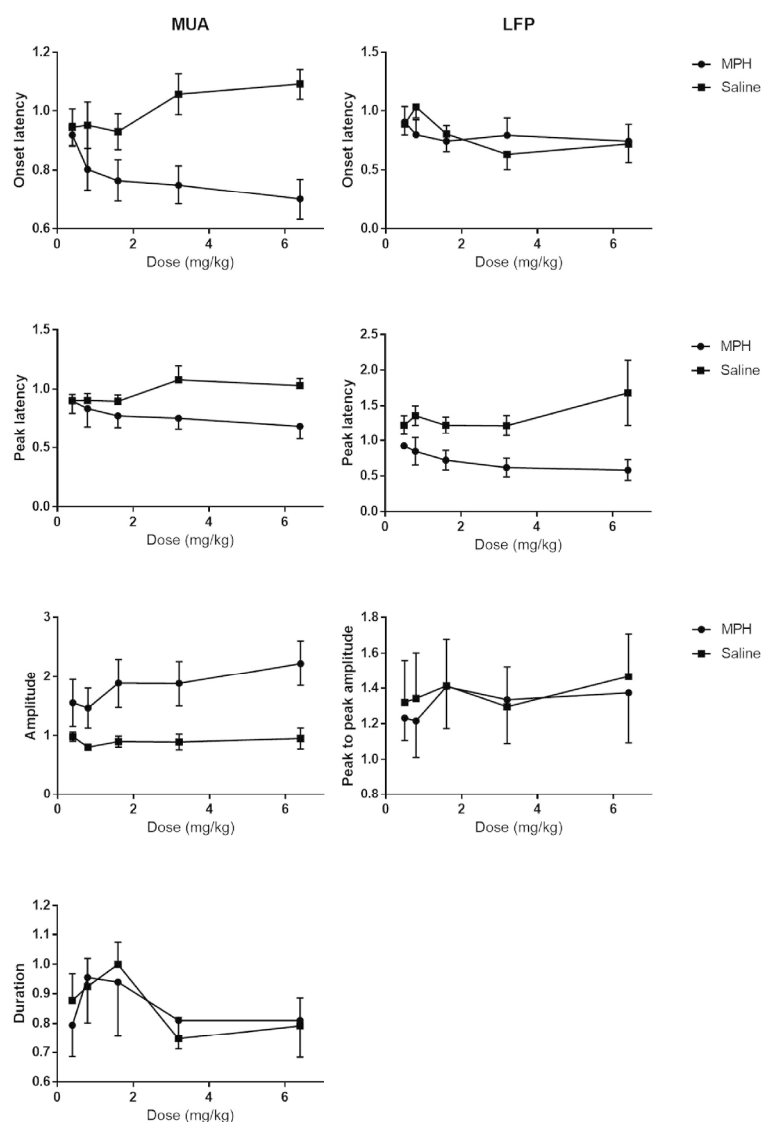 MUA
LFP
Onset latency
1.2
1.0
0.8
0.6
0
2
4
6
Dose (mg/kg)
Onset latency
1.5
1.0
0.5
0.0
0
2
4
6
Dose (mg/kg)
MPH
Saline
Peak latency
1.5
1.0
0.5
0.0
0
2
4
6
Dose (mg/kg)
Peak latency
2.5
2.0
1.5
1.0
0.5
0.0
0
2
4
6
Dose (mg/kg)
MPH
Saline
Amplitude
3
2
1
0
0
2
4
6
Dose (mg/kg)
Peak to peak amplitude
1.8
1.6
1.4
1.2
1.0
0.8
0
2
4
6
Dose (mg/kg)
MPH
Saline
Duration
1.2
1.1
1.0
0.9
0.8
0.7
0.6
0
2
4
6
Dose (mg/kg)